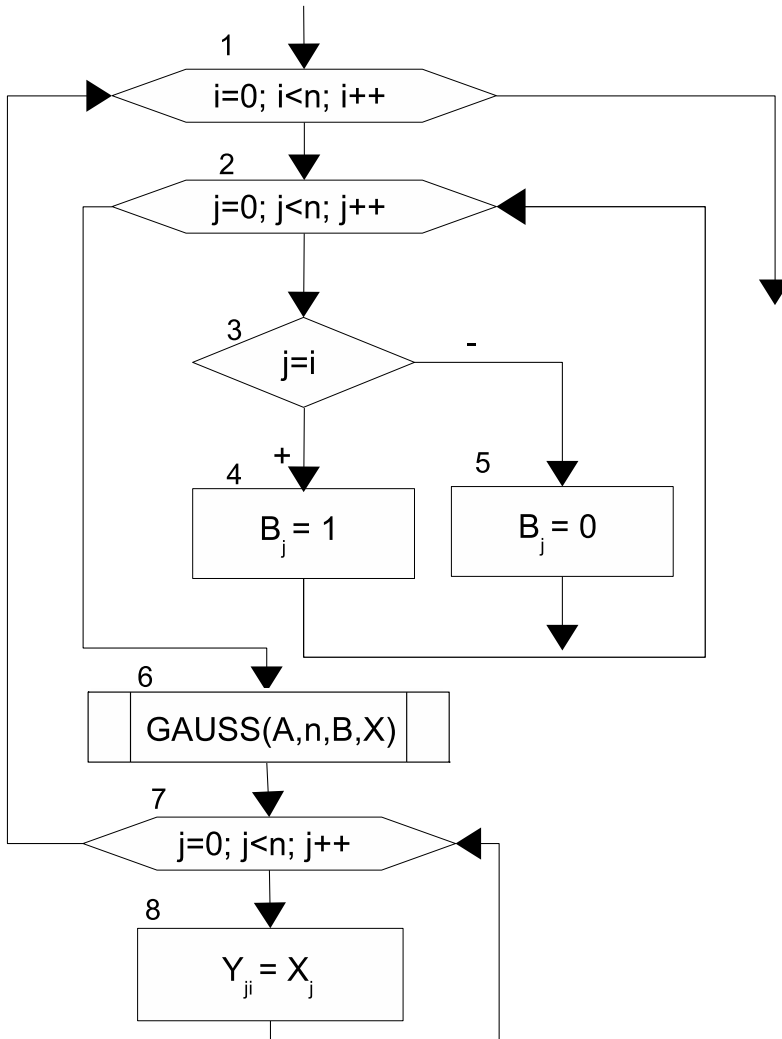 1
i=0; i<n; i++
2
j=0; j<n; j++
3
j=i
-
+
4
B_j = 1
5
B_j = 0
6
GAUSS(A,n,B,X)
7
j=0; j<n; j++
8
Y_ji = X_j